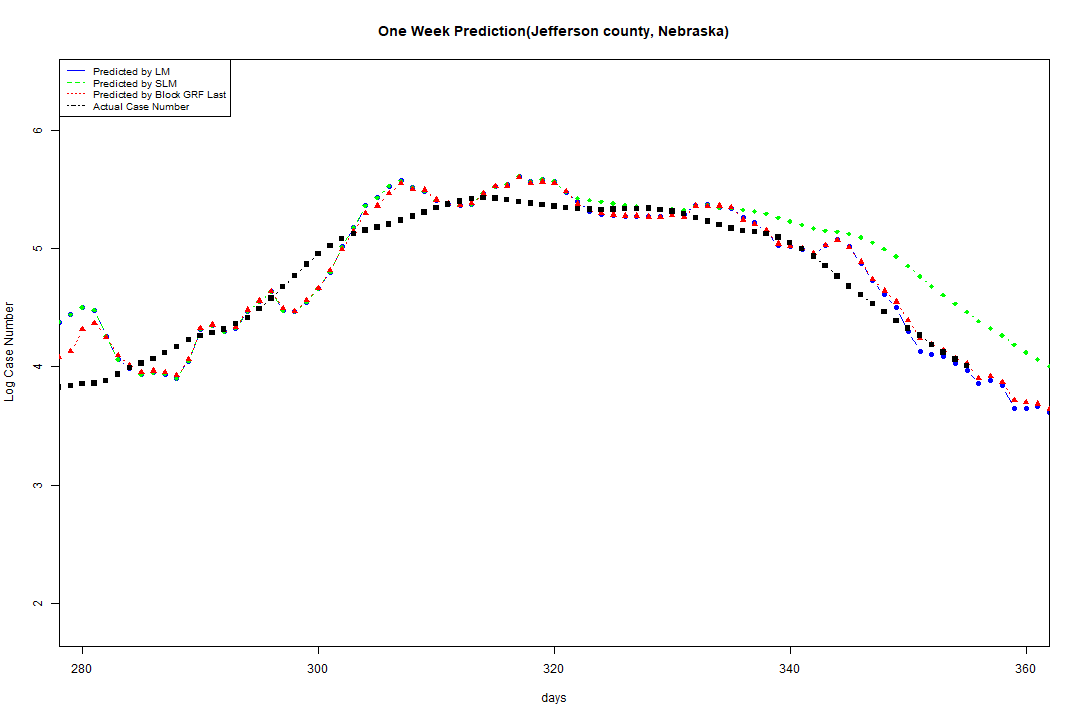 One Week Prediction(Jefferson county, Nebraska)
Predicted by LM
Predicted by SLM
Predicted by Block GRF Last
Actual Case Number
6
5
4
3
2
Log Case Number
280 300 320 340 360
days